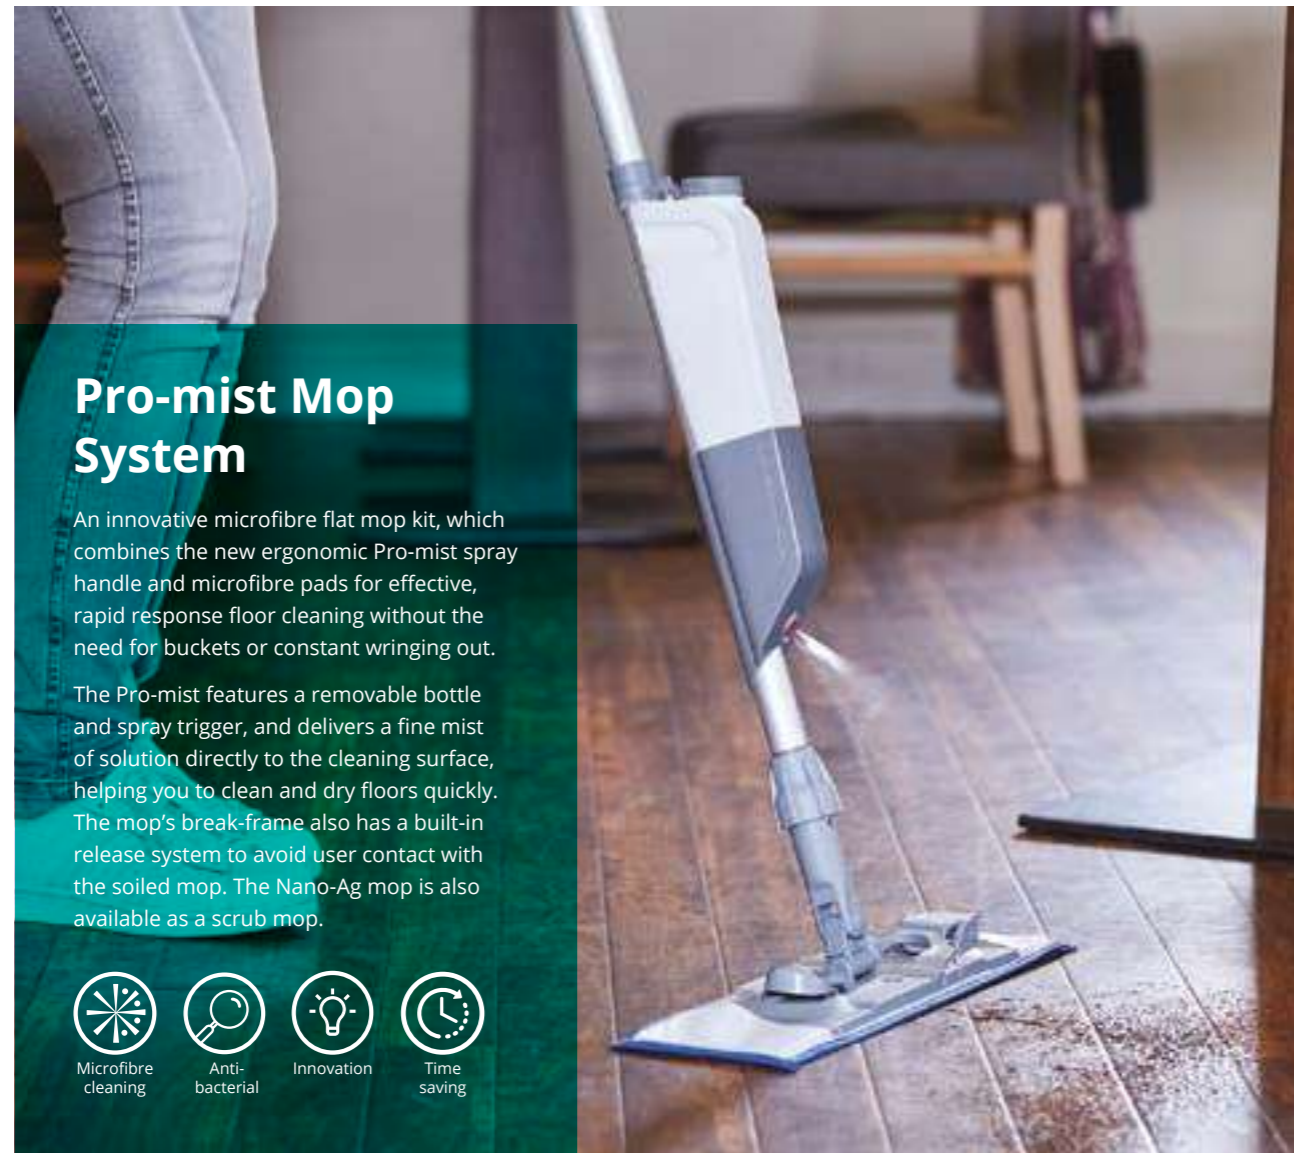 Pro-mist Mop
System
An innovative microfibre flat mop kit, which
combines the new ergonomic Pro-mist spray
handle and microfibre pads for effective,
rapid response floor cleaning without the
need for buckets or constant wringing out.
The Pro-mist features a removable bottle
and spray trigger, and delivers a fine mist
of solution directly to the cleaning surface,
helping you to clean and dry floors quickly.
The mop’s break-frame also has a built-in
release system to avoid user contact with
the soiled mop. The Nano-Ag mop is also
available as a scrub mop.
Microfibre
cleaning
Anti-
bacterial
Innovation
Time
saving